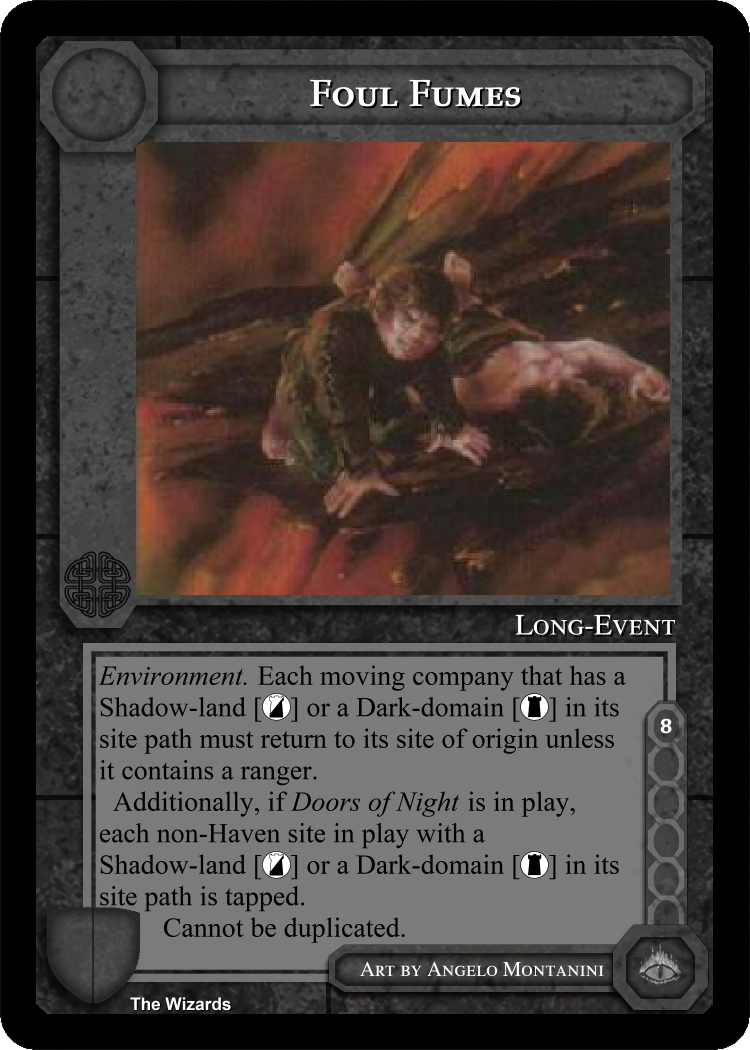 Foul Fumes
Long-Event
Environment. Each moving company that has a
Shadow-land [ ] or a Dark-domain [ ] in its
site path must return to its site of origin unless
it contains a ranger.
Additionally, if Doors of Night is in play,
each non-Haven site in play with a
Shadow-land [ ] or a Dark-domain [ ] in its
site path is tapped.
Cannot be duplicated.
8
Art by Angelo Montanini
The Wizards